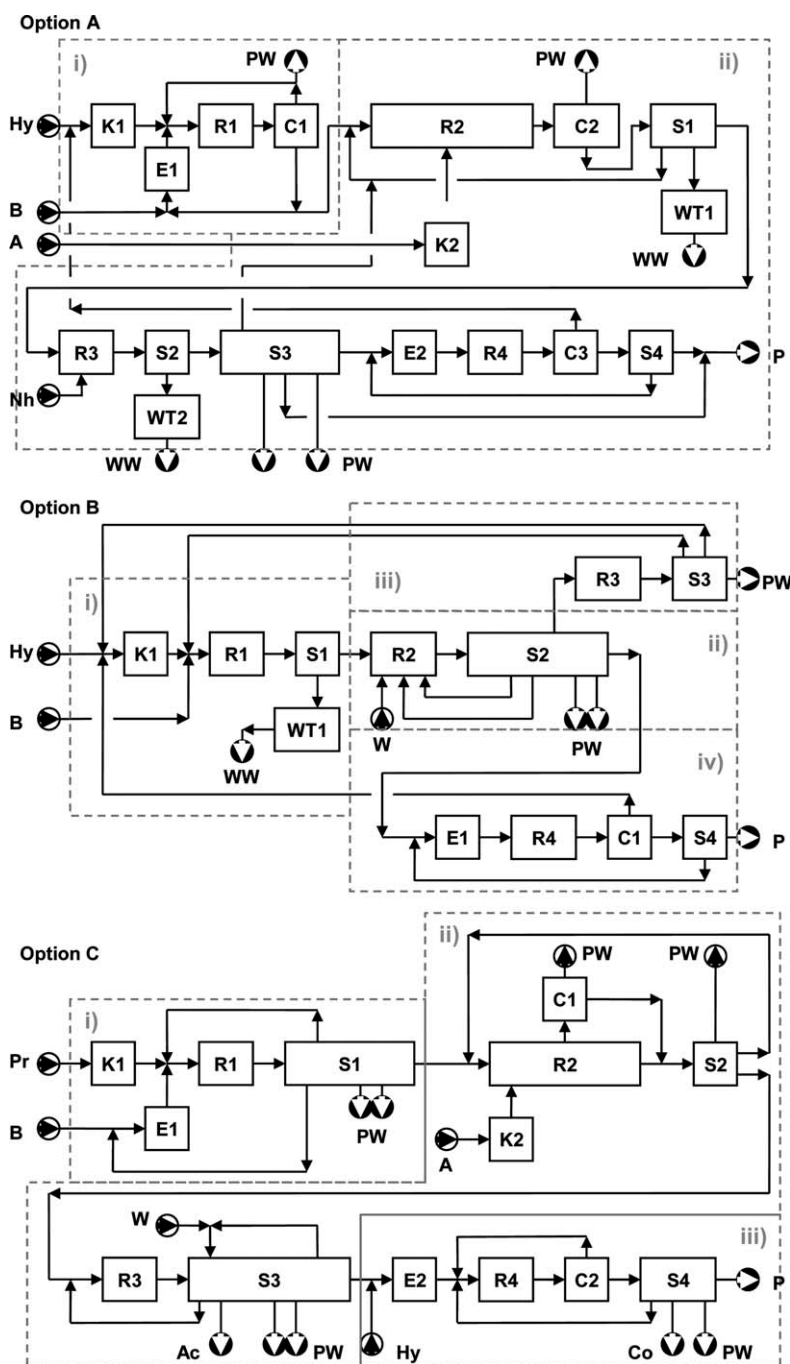 Option A
i)
PW
PW
ii)
Hy
K1
R1
C1
R2
C2
S1
E1
B
WT1
A
K2
WW
R3
S2
S3
E2
R4
C3
S4
P
Nh
WT2
WW
PW
Option B
iii)
R3
S3
PW
i)
Hy
K1
R1
S1
R2
S2
ii)
B
WT1
W
PW
WW
iv)
E1
R4
C1
S4
P
Option C
ii)
PW
PW
i)
C1
Pr
K1
R1
S1
R2
S2
B
E1
PW
A
K2
W
iii)
R3
S3
E2
R4
C2
S4
P
Ac
PW
Hy
Co
PW